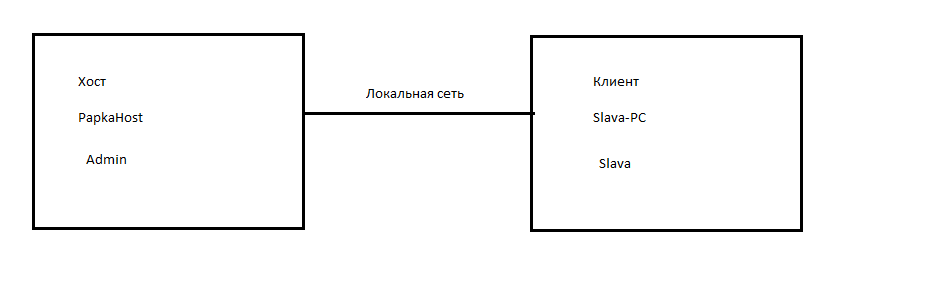 Хост
PapkaHost
Admin
Локальная сеть
Клиент
Slava-PC
Slava